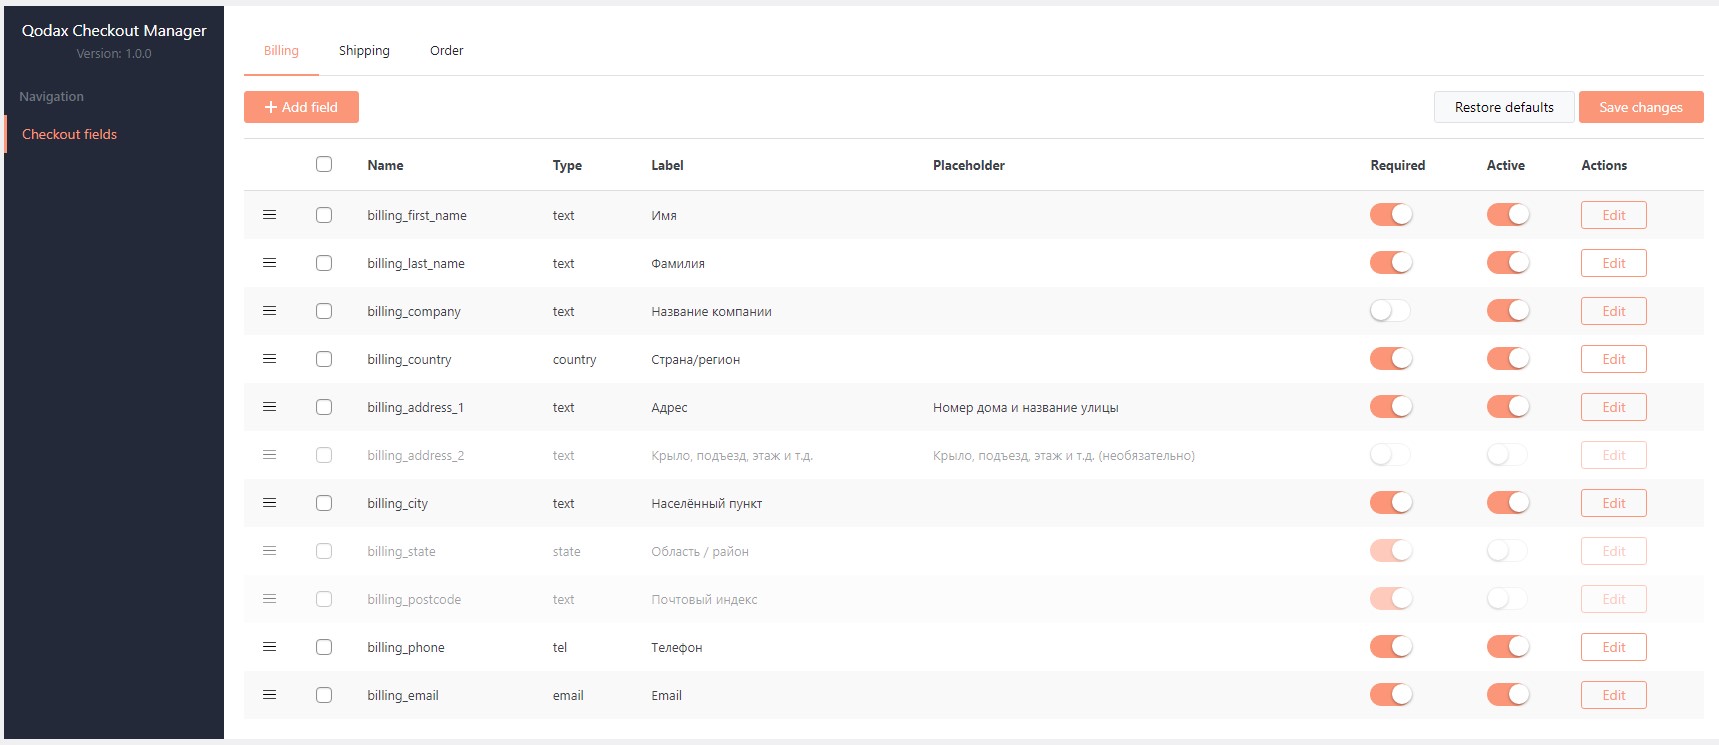 Qodax Checkout Manager
Version: 1.0.0
Navigation
Checkout fields
Billing Shipping Order
+ Add field Restore defaults Save changes
Name Type Label Placeholder Required Active Actions
billing_first_name text Имя Edit
billing_last_name text Фамилия Edit
billing_company text Название компании Edit
billing_country country Страна/регион Edit
billing_address_1 text Адрес Номер дома и название улицы Edit
billing_address_2 text Крыло, подъезд, этаж и т.д. Крыло, подъезд, этаж и т.д. (необязательно) Edit
billing_city text Населённый пункт Edit
billing_state state Область / район Edit
billing_postcode text Почтовый индекс Edit
billing_phone tel Телефон Edit
billing_email email Email Edit